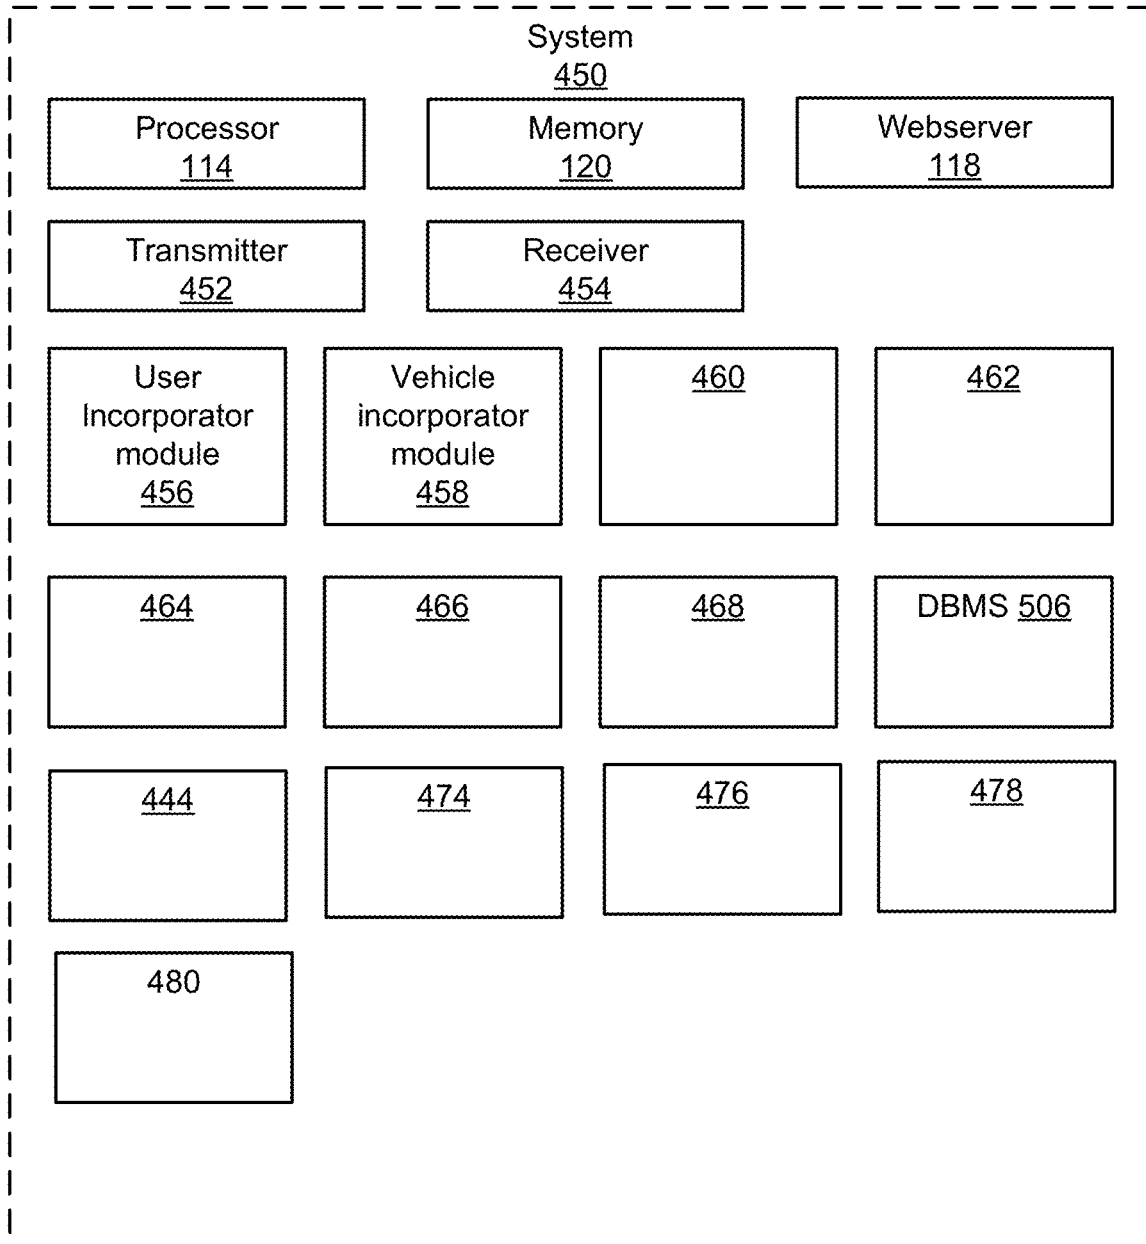 System
450
Processor
114
Memory
120
Webserver
118
Transmitter
452
Receiver
454
User
Incorporator
module
456
Vehicle
incorporator
module
458
460
462
464
466
468
DBMS 506
444
474
476
478
480